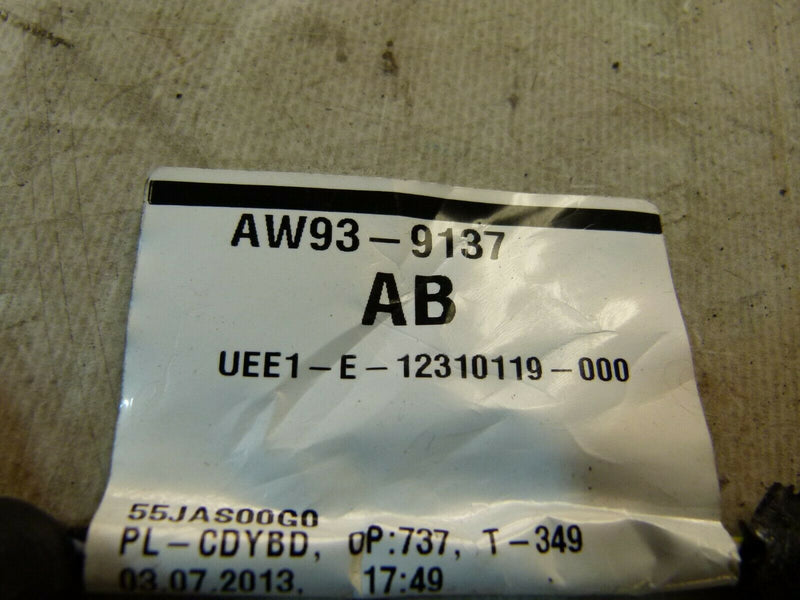 AW93-9137
AB
UEE1-E-12310119-000
55JAS00G0
PL-CDYBD, OP:737, T-349
03.07.2013, 17:49